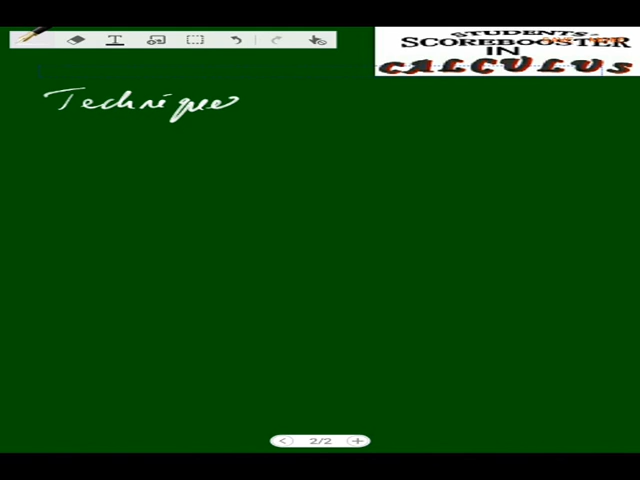 STUDENTS'
SCOREBOOSTER
IN
CALCULUS
Technique
2/2